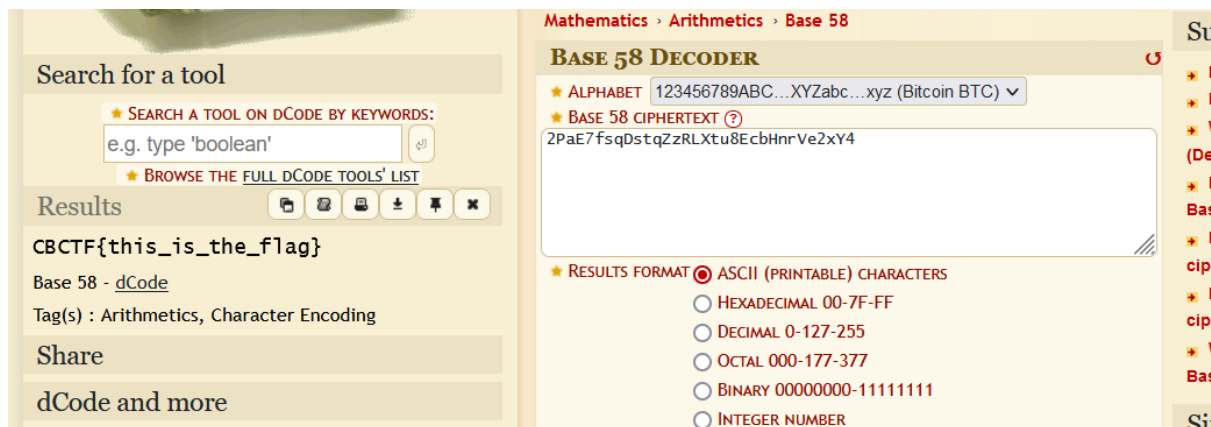 Search for a tool
★ SEARCH A TOOL ON DCODE BY KEYWORDS:
e.g. type 'boolean'
★ BROWSE THE FULL DCODE TOOLS' LIST
Results
CBCTF{this_is_the_flag}
Base 58 - dCode
Tag(s) : Arithmetics, Character Encoding
Share
dCode and more
Mathematics › Arithmetics › Base 58
BASE 58 DECODER
★ ALPHABET 123456789ABC...XYZabc...xyz (Bitcoin BTC)
★ BASE 58 CIPHERTEXT ?
2PaE7fsqDstqZzRLXtu8EcbHnrVe2xY4
★ RESULTS FORMAT ASCII (PRINTABLE) CHARACTERS
HEXADECIMAL 00-7F-FF
DECIMAL 0-127-255
OCTAL 000-177-377
BINARY 00000000-11111111
INTEGER NUMBER